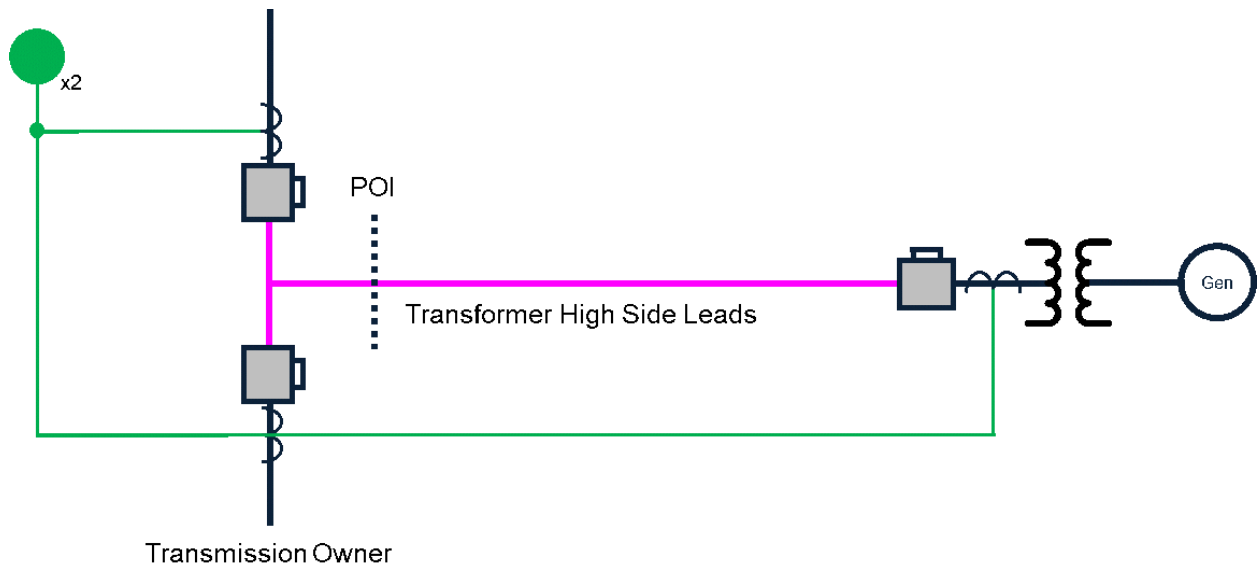 x2
POI
Gen
Transformer High Side Leads
Transmission Owner